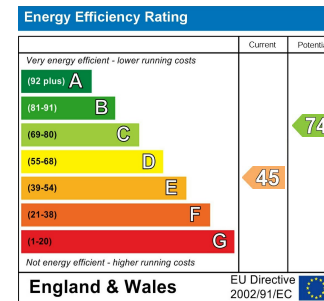 Energy Efficiency Rating
Current Potentia
Very energy efficient - lower running costs
(92 plus) A
(81-91) B
(69-80) C
74
(55-68) D
(39-54) E
45
(21-38) F
(1-20) G
Not energy efficient - higher running costs
England & Wales
EU Directive
2002/91/EC